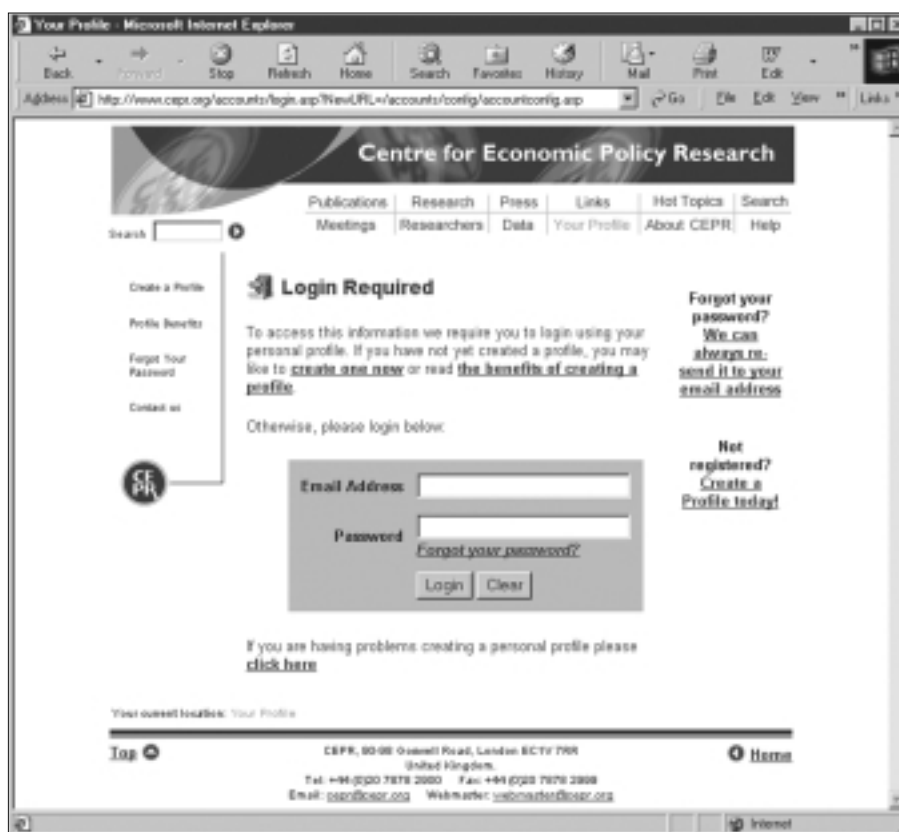 Your Profile - Microsoft Internet Explorer
Back Forward Stop Refresh Home Search Favorites History Mail Print Edit
Address http://www.cepr.org/accounts/login.asp?NewURL=/accounts/config/accountconfig.asp Go File Edit View Links
Centre for Economic Policy Research
Publications Research Press Links Hot Topics Search
Meetings Researchers Data Your Profile About CEPR Help
Search
Create a Profile
Profile Benefits
Forgot Your
Password
Contact us
CEPR
Login Required
To access this information we require you to login using your
personal profile. If you have not yet created a profile, you may
like to create one now or read the benefits of creating a
profile.
Otherwise, please login below:
Email Address
Password
Forgot your password?
Login Clear
If you are having problems creating a personal profile please
click here
Forgot your
password?
We can
always re-
send it to your
email address
Not
registered?
Create a
Profile today!
Your current location: Your Profile
Top
CEPR, 90-98 Goswell Road, London EC1V 7RR
United Kingdom.
Tel: +44 (0)20 7878 2900 Fax: +44 (0)20 7878 2999
Email: cepr@cepr.org Webmaster: webmaster@cepr.org
Home
Internet